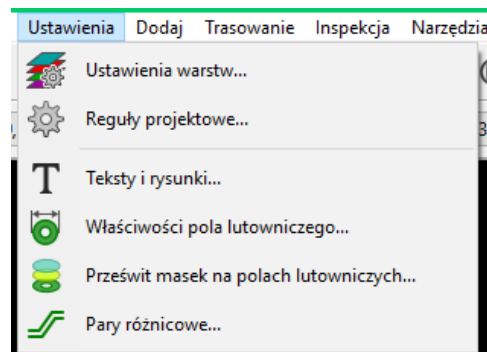 Ustawienia Dodaj Trasowanie Inspekcja Narzędzia
Ustawienia warstw...
Reguły projektowe...
Teksty i rysunki...
Właściwości pola lutowniczego...
Prześwit masek na polach lutowniczych...
Pary różnicowe...